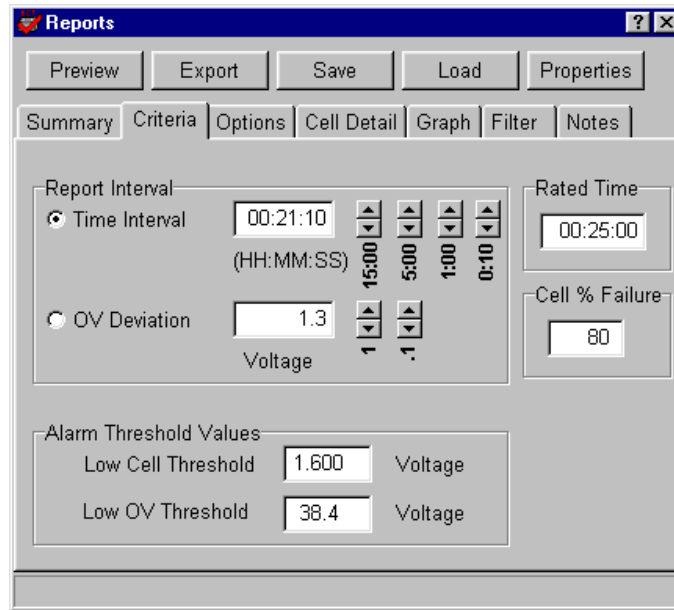 Reports
Preview Export Save Load Properties
Summary Criteria Options Cell Detail Graph Filter Notes
Report Interval
Time Interval 00:21:10
(HH:MM:SS)
15:00 5:00 1:00 0:10
OV Deviation 1.3
Voltage
1 .1
Rated Time
00:25:00
Cell % Failure
80
Alarm Threshold Values
Low Cell Threshold 1.600 Voltage
Low OV Threshold 38.4 Voltage